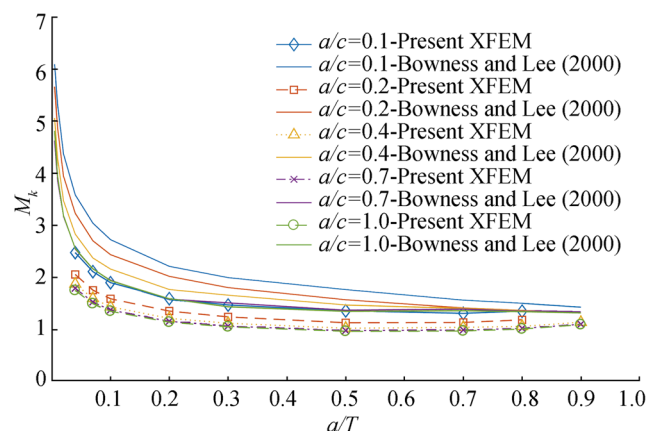 7
6
5
4
3
2
1
0
M_k
0.1 0.2 0.3 0.4 0.5 0.6 0.7 0.8 0.9 1.0
a/T
a/c=0.1-Present XFEM
a/c=0.1-Bowness and Lee (2000)
a/c=0.2-Present XFEM
a/c=0.2-Bowness and Lee (2000)
a/c=0.4-Present XFEM
a/c=0.4-Bowness and Lee (2000)
a/c=0.7-Present XFEM
a/c=0.7-Bowness and Lee (2000)
a/c=1.0-Present XFEM
a/c=1.0-Bowness and Lee (2000)